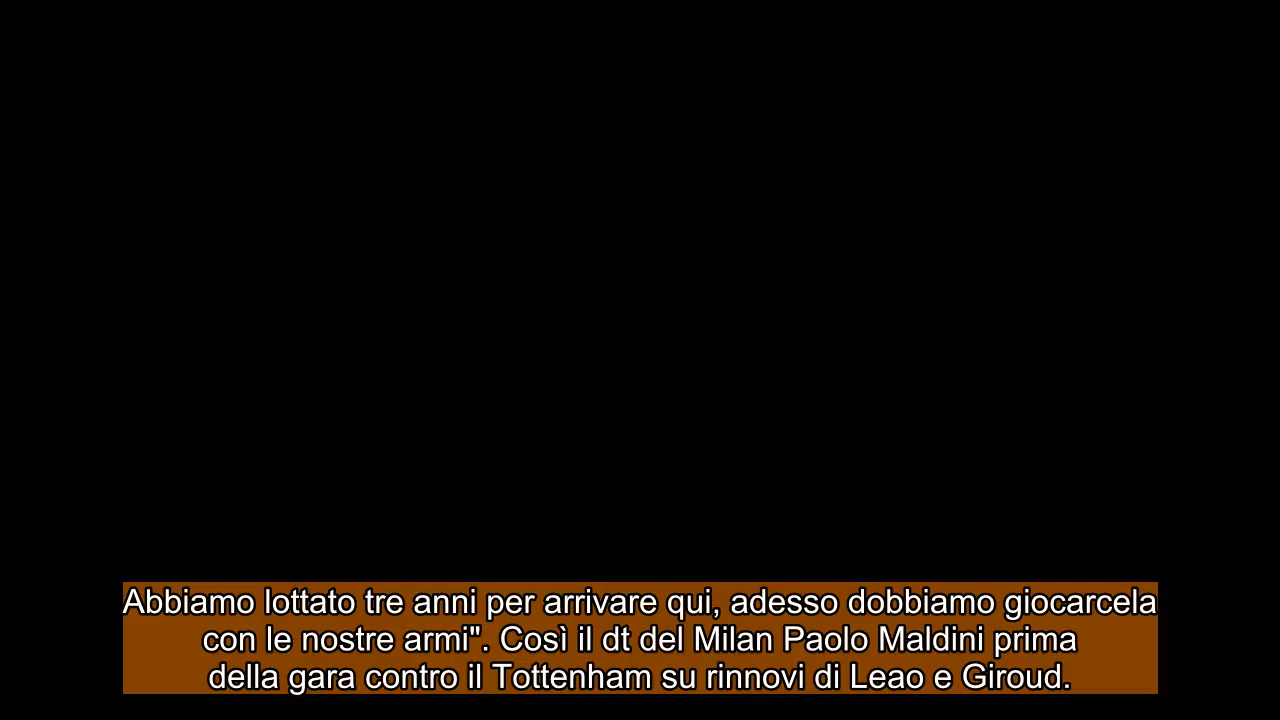 Abbiamo lottato tre anni per arrivare qui, adesso dobbiamo giocarcela
con le nostre armi". Così il dt del Milan Paolo Maldini prima
della gara contro il Tottenham su rinnovi di Leao e Giroud.